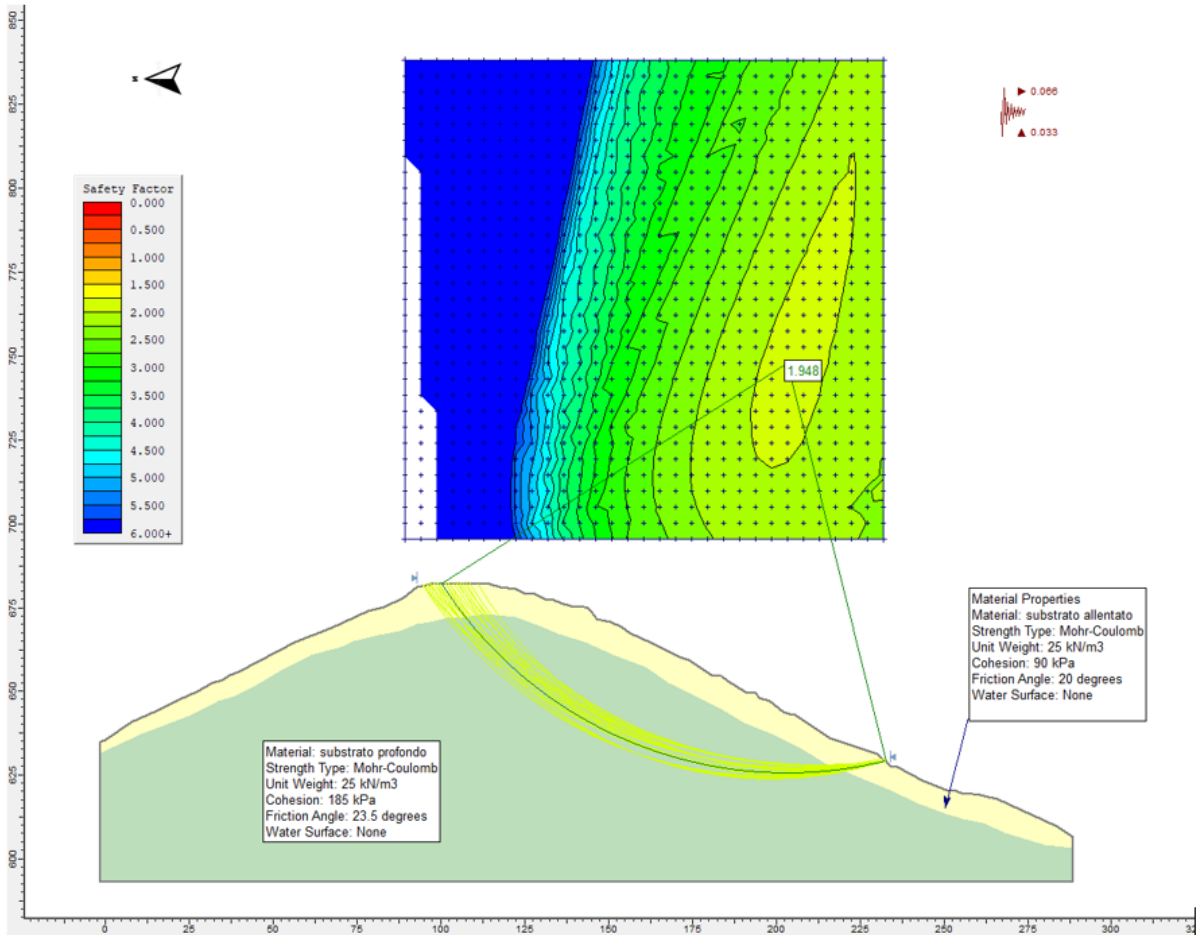 850
825
800
775
750
725
700
675
650
625
600
0.066
0.033
Safety Factor
0.000
0.500
1.000
1.500
2.000
2.500
3.000
3.500
4.000
4.500
5.000
5.500
6.000+
1.948
Material Properties
Material: substrato allentato
Strength Type: Mohr-Coulomb
Unit Weight: 25 kN/m3
Cohesion: 90 kPa
Friction Angle: 20 degrees
Water Surface: None
Material: substrato profondo
Strength Type: Mohr-Coulomb
Unit Weight: 25 kN/m3
Cohesion: 185 kPa
Friction Angle: 23.5 degrees
Water Surface: None
0 25 50 75 100 125 150 175 200 225 250 275 300